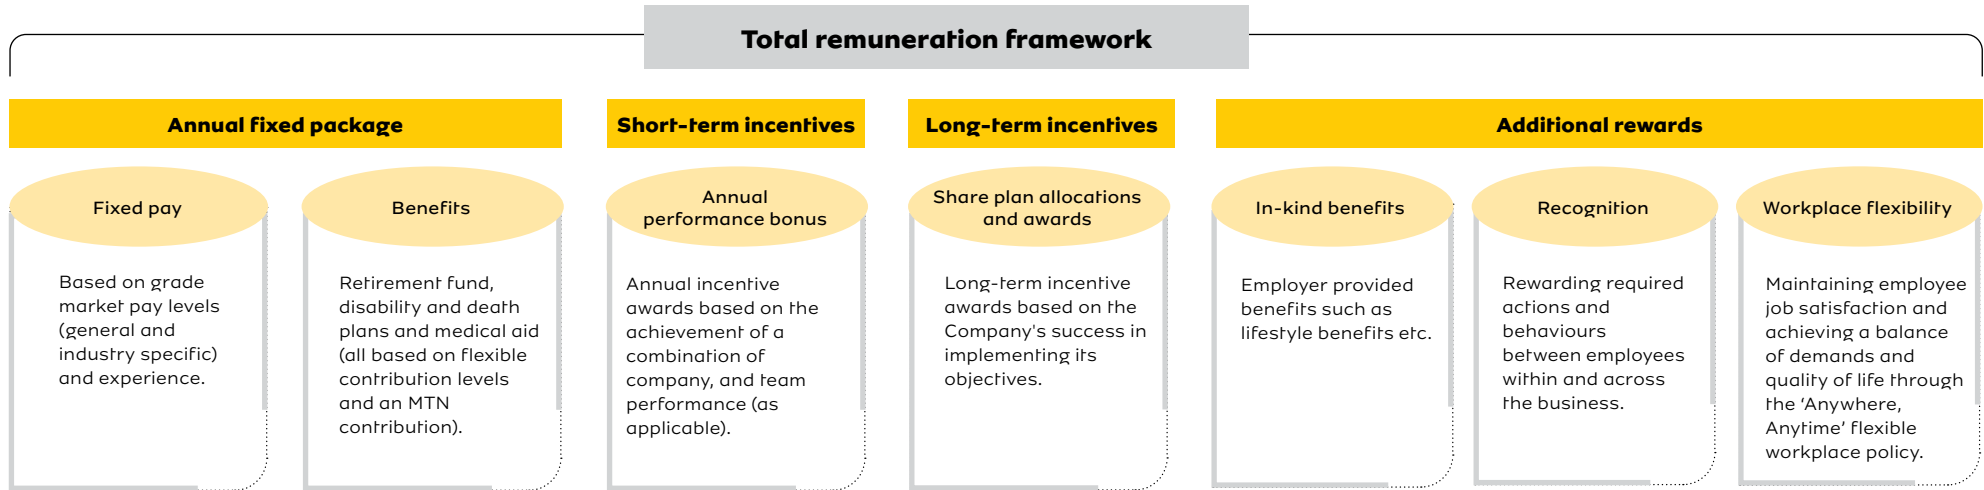 Total remuneration framework
Annual fixed package
Short-term incentives
Long-term incentives
Additional rewards
Fixed pay
Based on grade
market pay levels
(general and
industry specific)
and experience.
Benefits
Retirement fund,
disability and death
plans and medical aid
(all based on flexible
contribution levels
and an MTN
contribution).
Annual
performance bonus
Annual incentive
awards based on the
achievement of a
combination of
company, and team
performance (as
applicable).
Share plan allocations
and awards
Long-term incentive
awards based on the
Company's success in
implementing its
objectives.
In-kind benefits
Employer provided
benefits such as
lifestyle benefits etc.
Recognition
Rewarding required
actions and
behaviours
between employees
within and across
the business.
Workplace flexibility
Maintaining employee
job satisfaction and
achieving a balance
of demands and
quality of life through
the ‘Anywhere,
Anytime’ flexible
workplace policy.